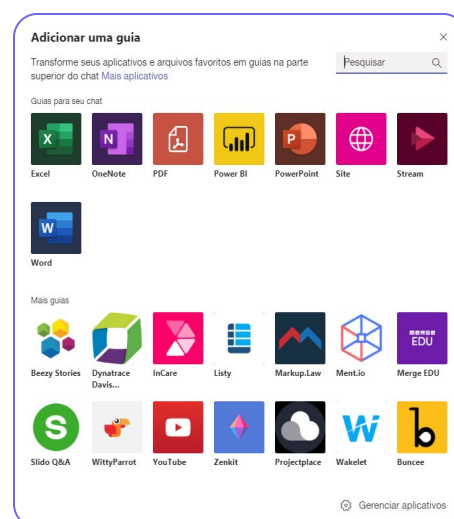 Adicionar uma guia
Transforme seus aplicativos e arquivos favoritos em guias na parte
superior do chat Mais aplicativos
Pesquisar
Guias para seu chat
X N P
Excel OneNote PDF Power BI PowerPoint Site Stream
W
Word
Mais guias
MERGE
EDU
Beezy Stories Dynatrace InCare Listy Markup.Law Ment.io Merge EDU
Davis...
S W b
Slido Q&A WittyParrot YouTube Zenkit Projectplace Wakelet Buncee
Gerenciar aplicativos